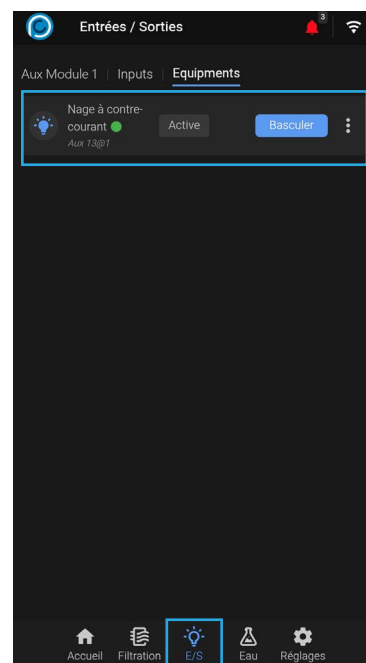 Entrées / Sorties
3
Aux Module 1 | Inputs | Equipments
Nage à contre-
courant
Active
Basculer
Aux 13@1
Accueil
Filtration
E/S
Eau
Réglages